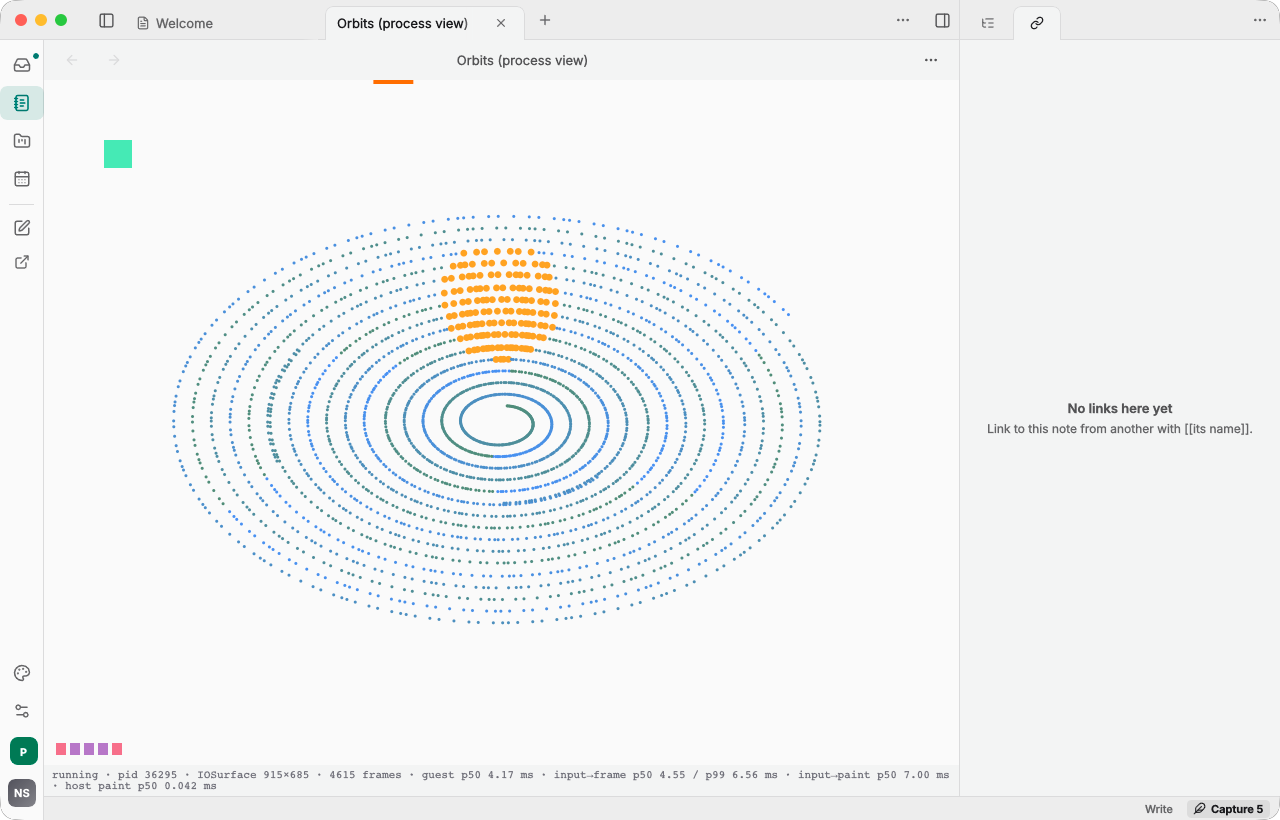 Welcome
Orbits (process view)
Orbits (process view)
No links here yet
Link to this note from another with [[its name]].
P
NS
running · pid 36295 · IOSurface 915×685 · 4615 frames · guest p50 4.17 ms · input→frame p50 4.55 / p99 6.56 ms · input→paint p50 7.00 ms
· host paint p50 0.042 ms
Write
Capture 5